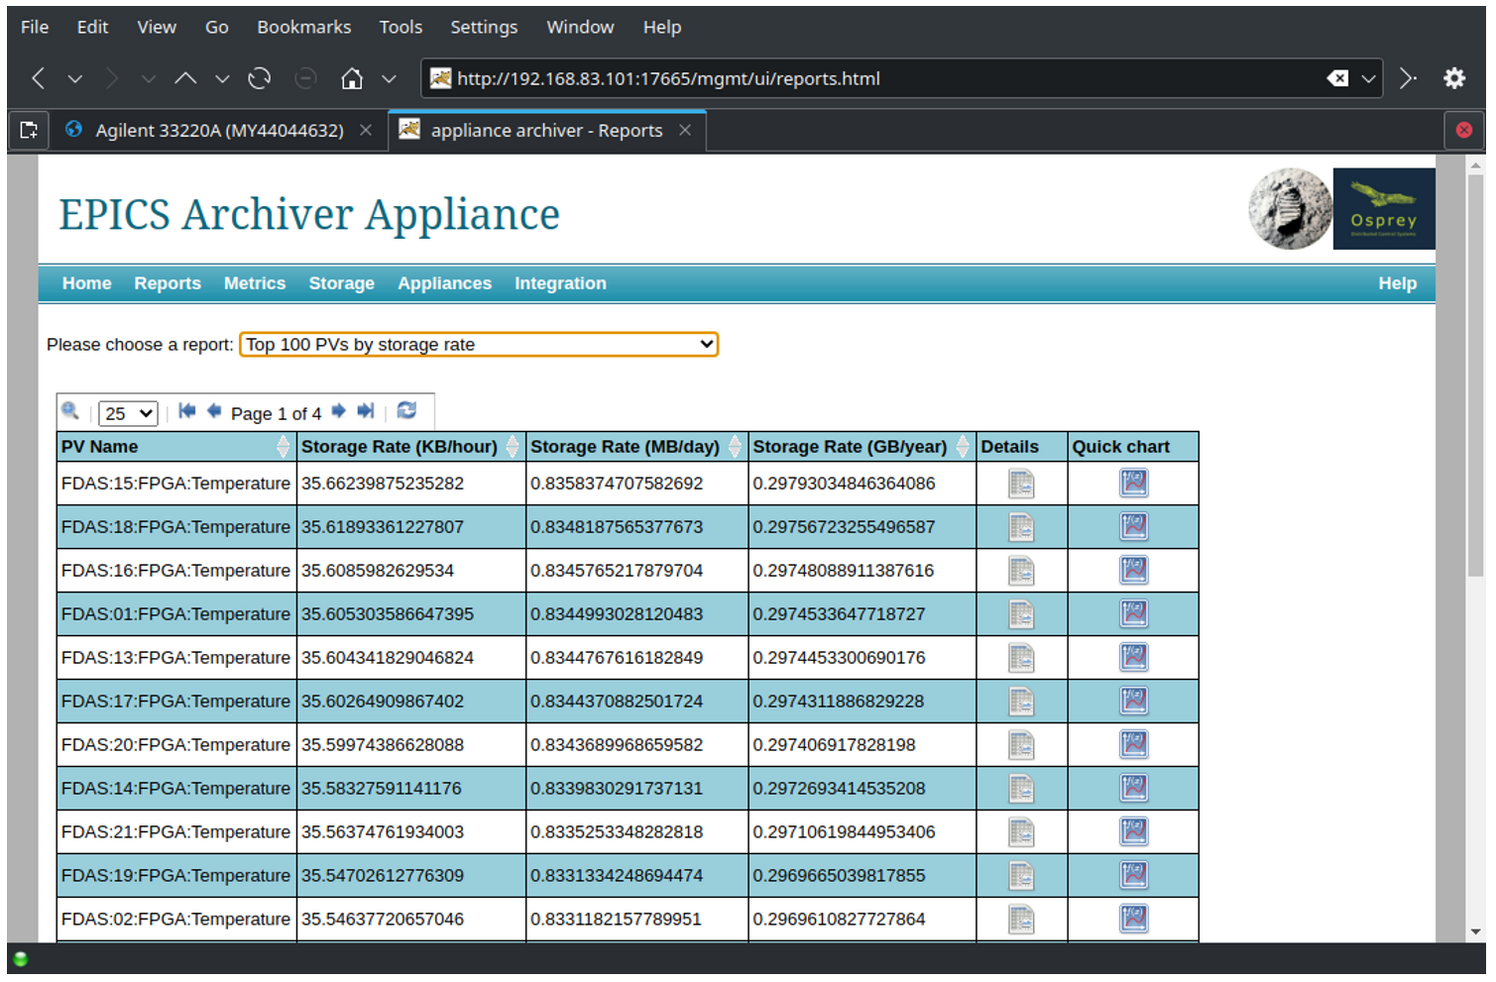 File Edit View Go Bookmarks Tools Settings Window Help
http://192.168.83.101:17665/mgmt/ui/reports.html
Agilent 33220A (MY44044632) appliance archiver - Reports
EPICS Archiver Appliance
Osprey
Distributed Control Systems
Home Reports Metrics Storage Appliances Integration Help
Please choose a report: Top 100 PVs by storage rate
25 Page 1 of 4
PV Name Storage Rate (KB/hour) Storage Rate (MB/day) Storage Rate (GB/year) Details Quick chart
FDAS:15:FPGA:Temperature 35.66239875235282 0.8358374707582692 0.29793034846364086
FDAS:18:FPGA:Temperature 35.61893361227807 0.8348187565377673 0.29756723255496587
FDAS:16:FPGA:Temperature 35.6085982629534 0.8345765217879704 0.29748088911387616
FDAS:01:FPGA:Temperature 35.605303586647395 0.8344993028120483 0.2974533647718727
FDAS:13:FPGA:Temperature 35.604341829046824 0.8344767616182849 0.2974453300690176
FDAS:17:FPGA:Temperature 35.60264909867402 0.8344370882501724 0.2974311886829228
FDAS:20:FPGA:Temperature 35.59974386628088 0.8343689968659582 0.297406917828198
FDAS:14:FPGA:Temperature 35.58327591141176 0.8339830291737131 0.2972693414535208
FDAS:21:FPGA:Temperature 35.56374761934003 0.8335253348282818 0.29710619844953406
FDAS:19:FPGA:Temperature 35.54702612776309 0.8331334248694474 0.2969665039817855
FDAS:02:FPGA:Temperature 35.54637720657046 0.8331182157789951 0.2969610827727864